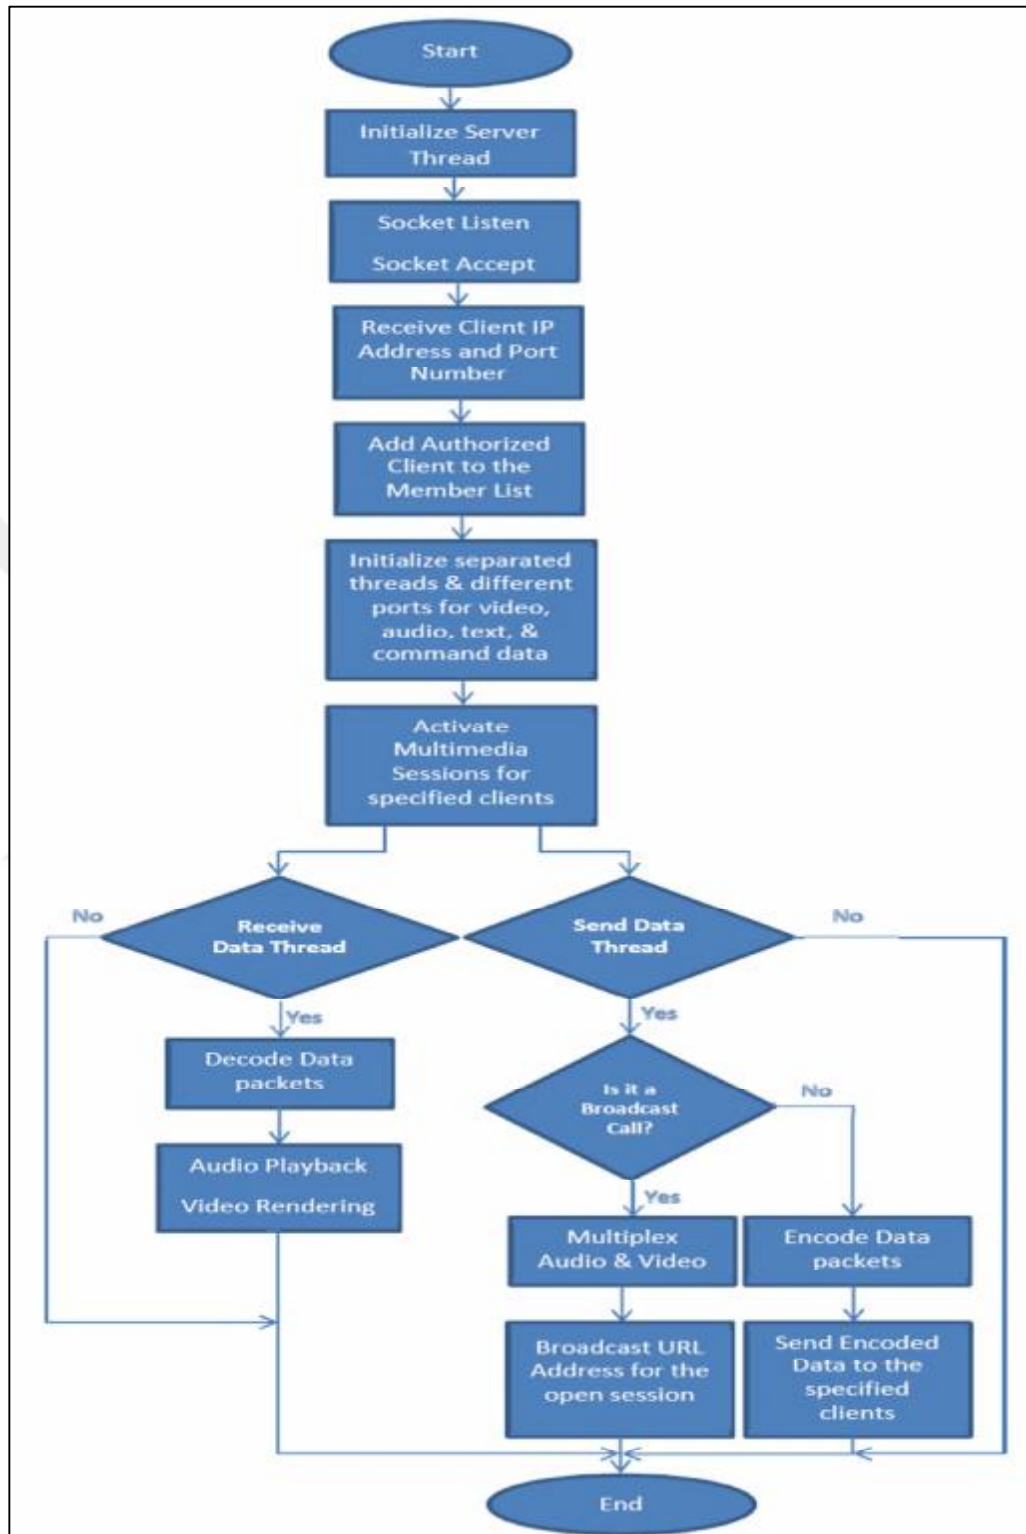 Start
Initialize Server
Thread
Socket Listen
Socket Accept
Receive Client IP
Address and Port
Number
Add Authorized
Client to the
Member List
Initialize separated
threads & different
ports for video,
audio, text, &
command data
Activate
Multimedia
Sessions for
specified clients
No
Receive
Data Thread
Send Data
Thread
No
Yes
Yes
Decode Data
packets
Is it a
Broadcast
Call?
No
Audio Playback
Video Rendering
Yes
Multiplex
Audio & Video
Encode Data
packets
Broadcast URL
Address for the
open session
Send Encoded
Data to the
specified
clients
End